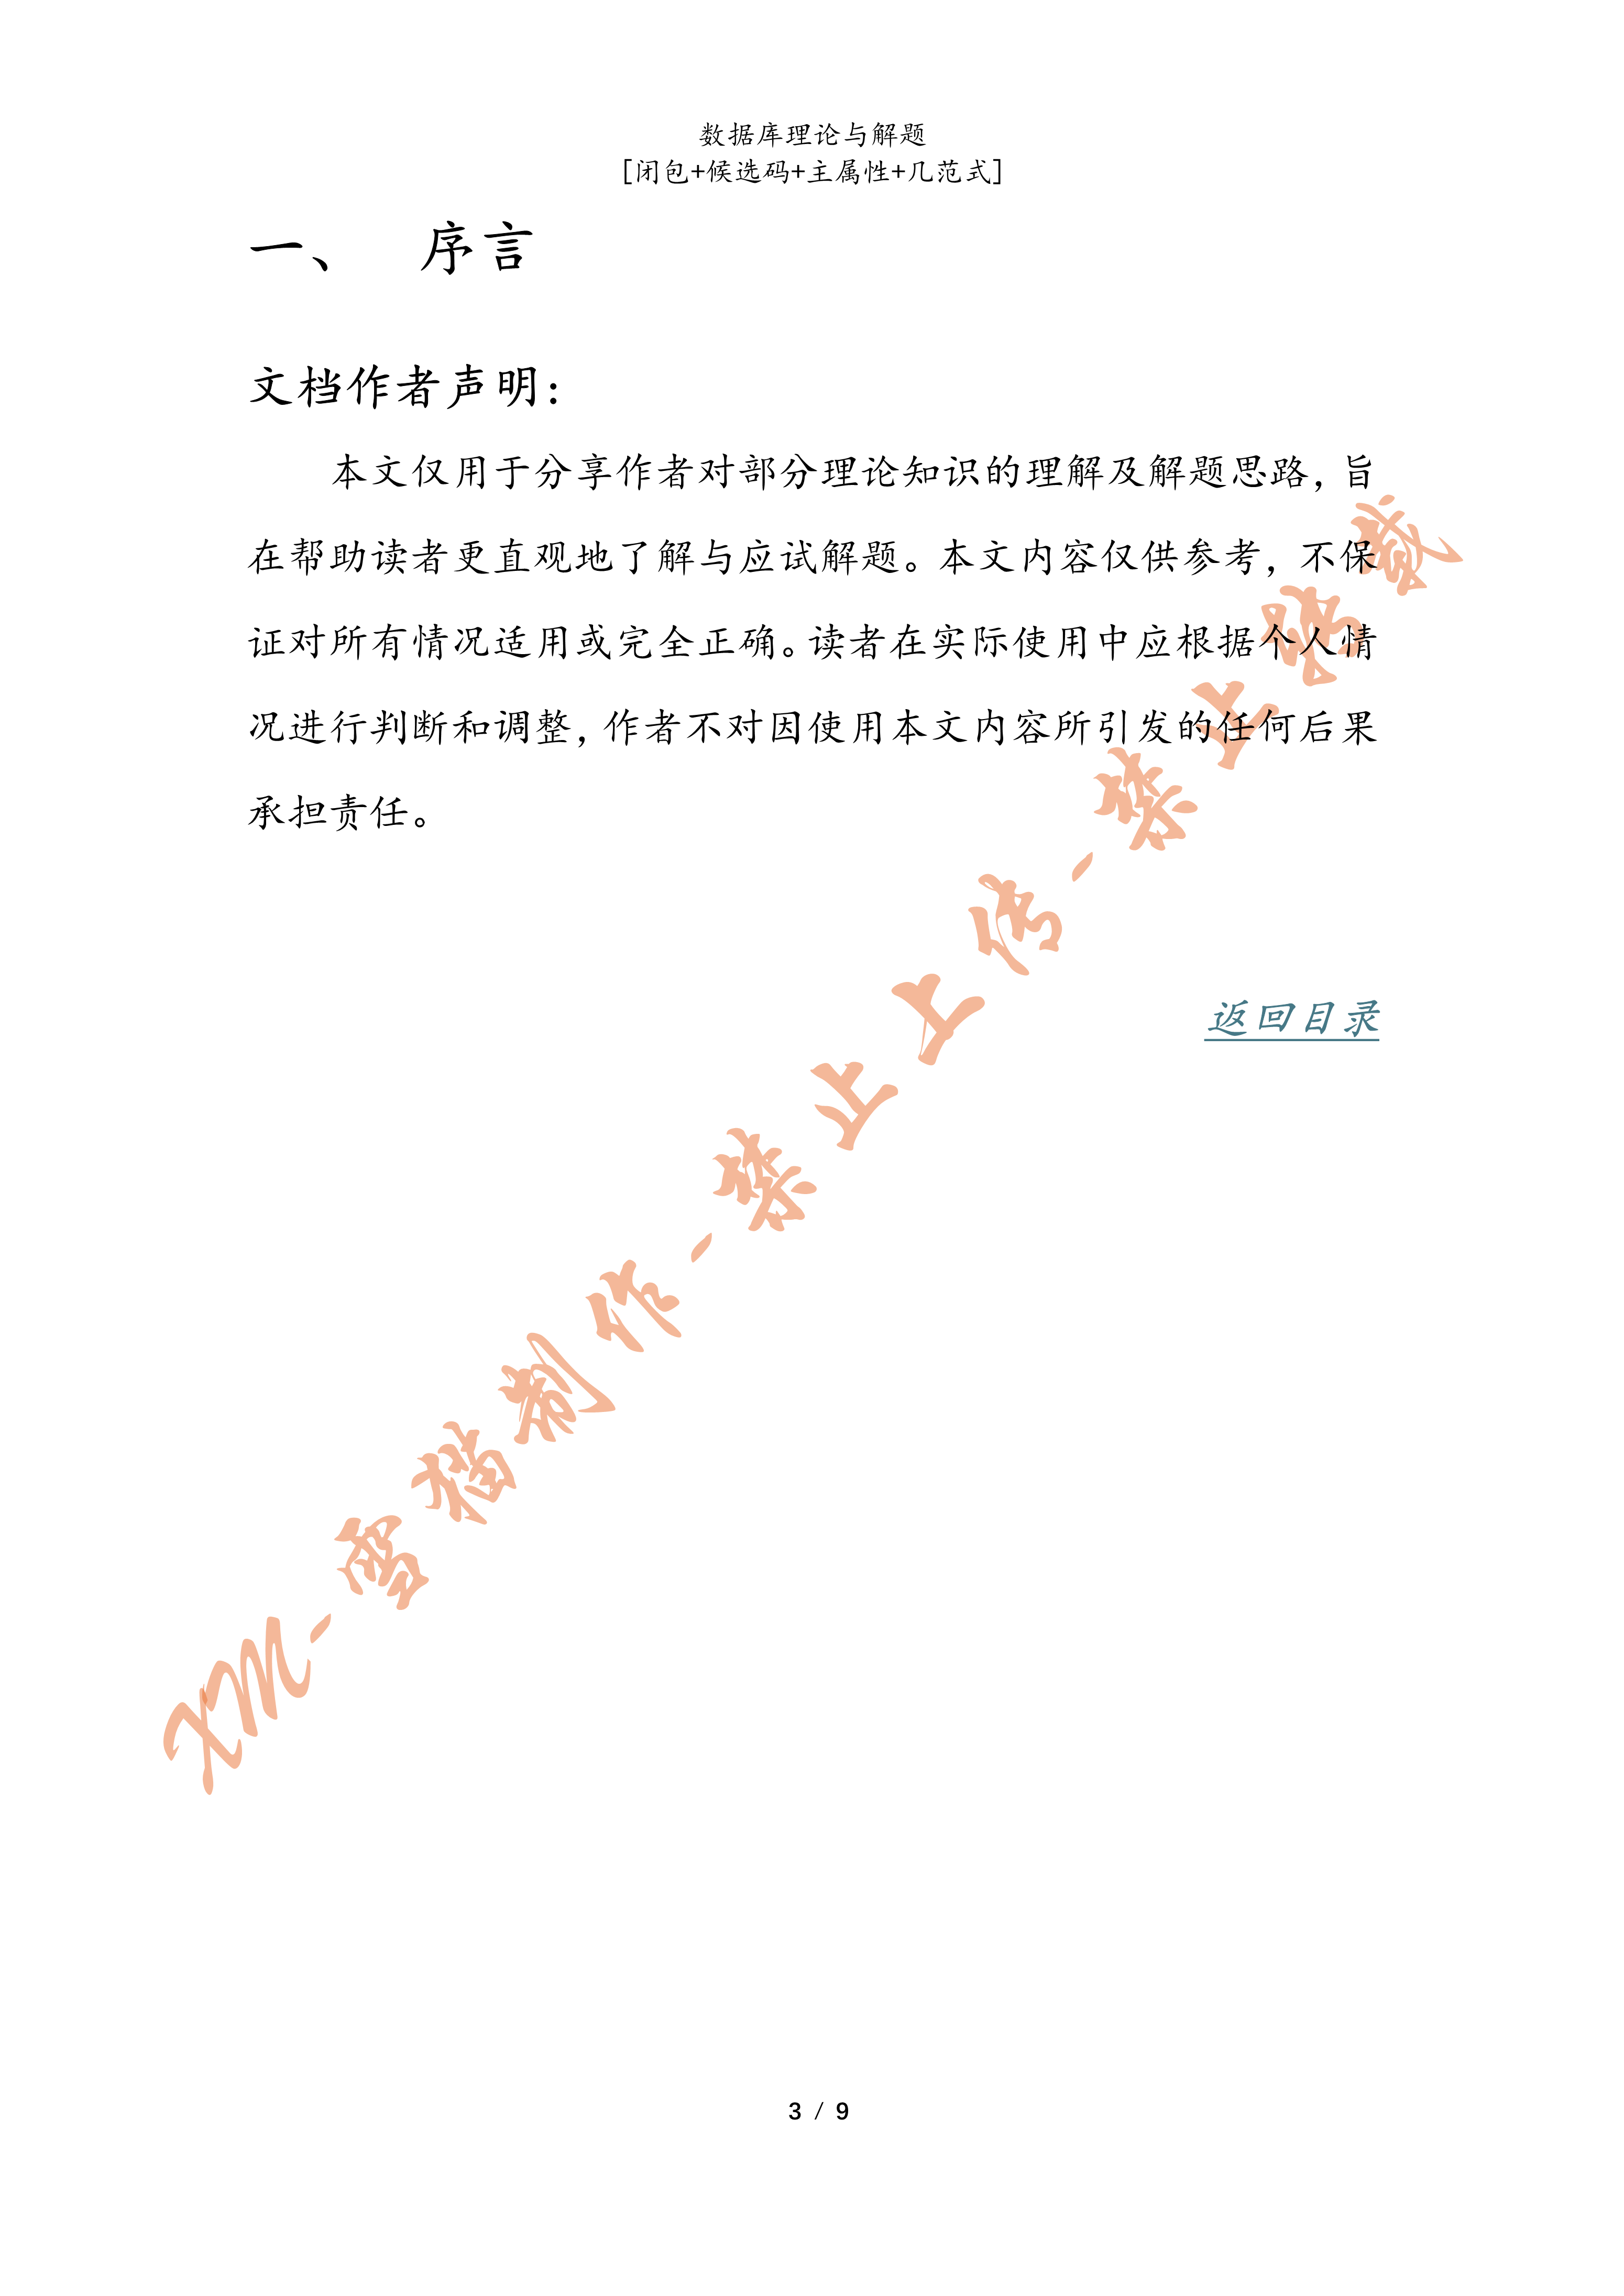 数据库理论与解题
[闭包+候选码+主属性+几范式]
一、 序言
文档作者声明：
本文仅用于分享作者对部分理论知识的理解及解题思路，旨
在帮助读者更直观地了解与应试解题。本文内容仅供参考，不保
证对所有情况适用或完全正确。读者在实际使用中应根据个人情
况进行判断和调整，作者不对因使用本文内容所引发的任何后果
承担责任。
返回目录
XM-雪猫制作-禁止上传-禁止转载
3 / 9